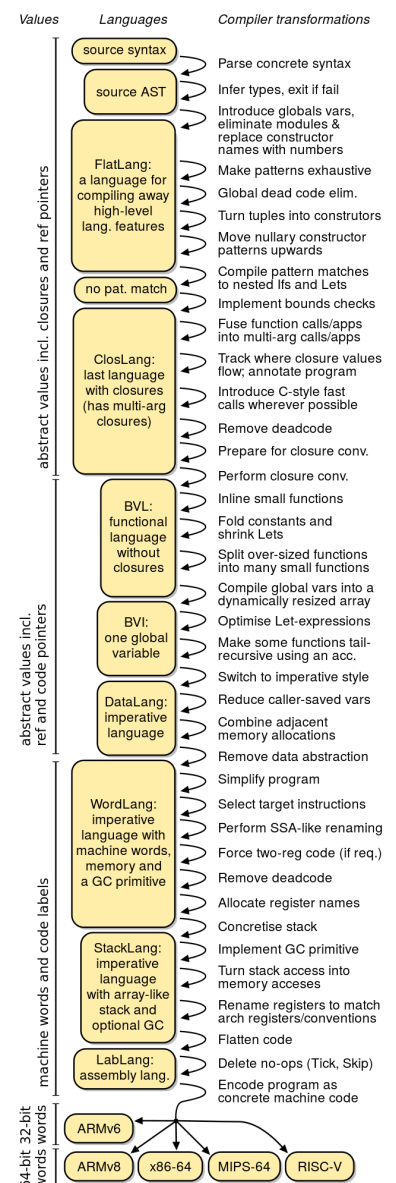 Values Languages Compiler transformations
source syntax
Parse concrete syntax
source AST
Infer types, exit if fail
Introduce globals vars,
eliminate modules &
replace constructor
names with numbers
FlatLang:
a language for
compiling away
high-level
lang. features
Make patterns exhaustive
Global dead code elim.
Turn tuples into construtors
Move nullary constructor
patterns upwards
Compile pattern matches
to nested Ifs and Lets
no pat. match
Implement bounds checks
ClosLang:
last language
with closures
(has multi-arg
closures)
Fuse function calls/apps
into multi-arg calls/apps
Track where closure values
flow; annotate program
Introduce C-style fast
calls wherever possible
Remove deadcode
Prepare for closure conv.
Perform closure conv.
abstract values incl. closures and ref pointers
BVL:
functional
language
without
closures
Inline small functions
Fold constants and
shrink Lets
Split over-sized functions
into many small functions
Compile global vars into a
dynamically resized array
BVI:
one global
variable
Optimise Let-expressions
Make some functions tail-
recursive using an acc.
Switch to imperative style
DataLang:
imperative
language
Reduce caller-saved vars
Combine adjacent
memory allocations
Remove data abstraction
abstract values incl.
ref and code pointers
WordLang:
imperative
language with
machine words,
memory and
a GC primitive
Simplify program
Select target instructions
Perform SSA-like renaming
Force two-reg code (if req.)
Remove deadcode
Allocate register names
Concretise stack
StackLang:
imperative
language
with array-like
stack and
optional GC
Implement GC primitive
Turn stack access into
memory acceses
Rename registers to match
arch registers/conventions
Flatten code
LabLang:
assembly lang.
Delete no-ops (Tick, Skip)
Encode program as
concrete machine code
machine words and code labels
32-bit
words
ARMv6
64-bit
words
ARMv8 x86-64 MIPS-64 RISC-V